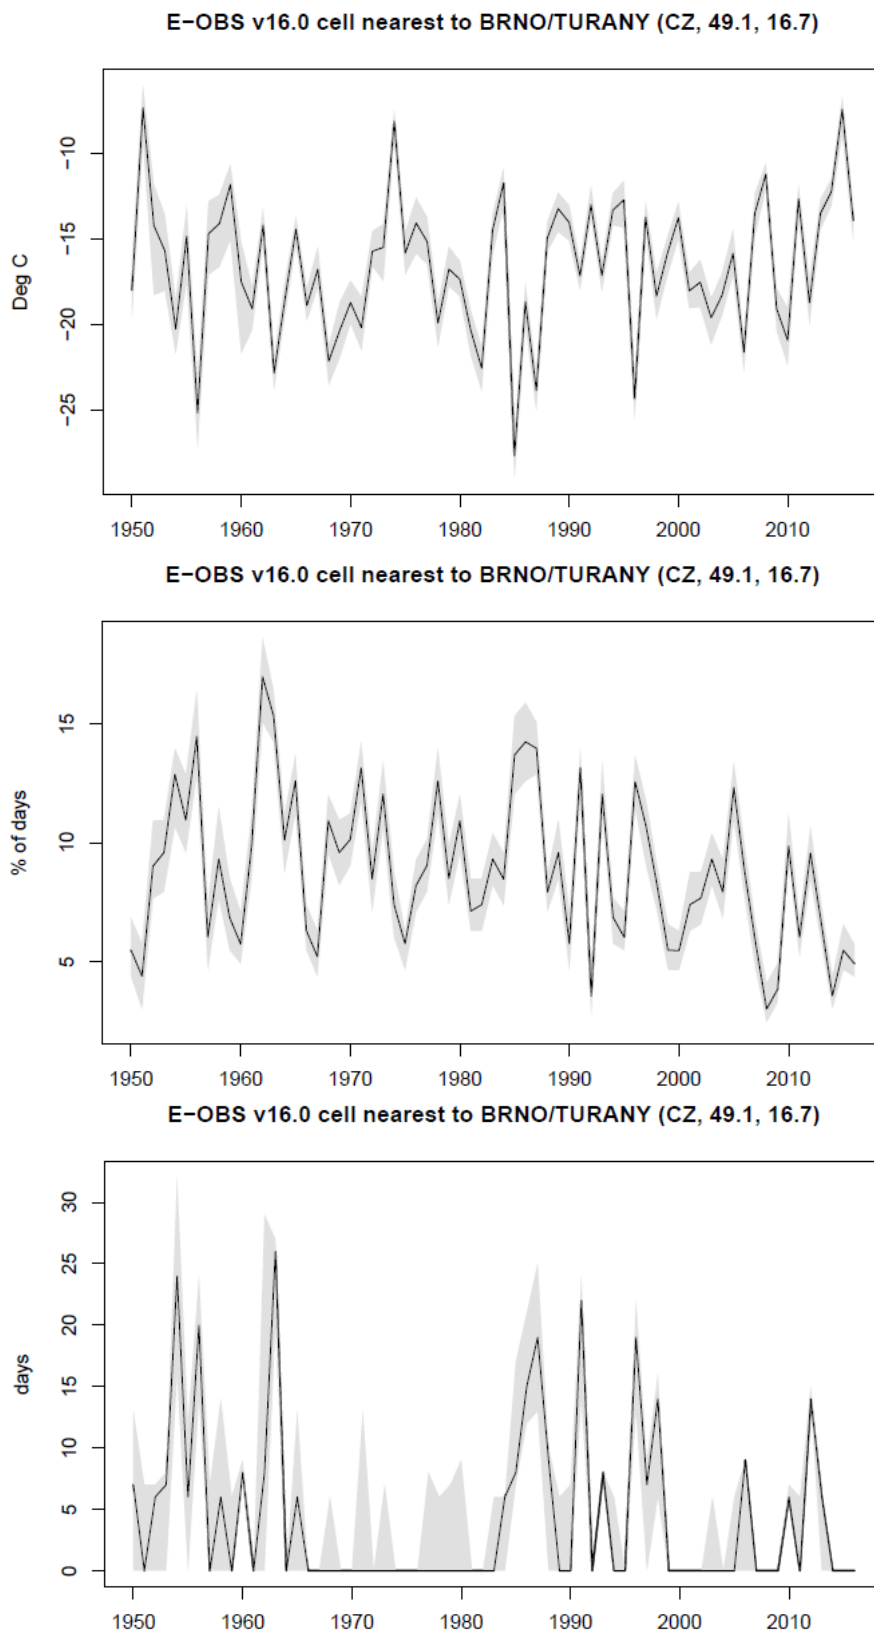 E−OBS v16.0 cell nearest to BRNO/TURANY (CZ, 49.1, 16.7)
−10
−15
−20
−25
Deg C
1950 1960 1970 1980 1990 2000 2010
E−OBS v16.0 cell nearest to BRNO/TURANY (CZ, 49.1, 16.7)
15
10
5
% of days
1950 1960 1970 1980 1990 2000 2010
E−OBS v16.0 cell nearest to BRNO/TURANY (CZ, 49.1, 16.7)
30
25
20
15
10
5
0
days
1950 1960 1970 1980 1990 2000 2010